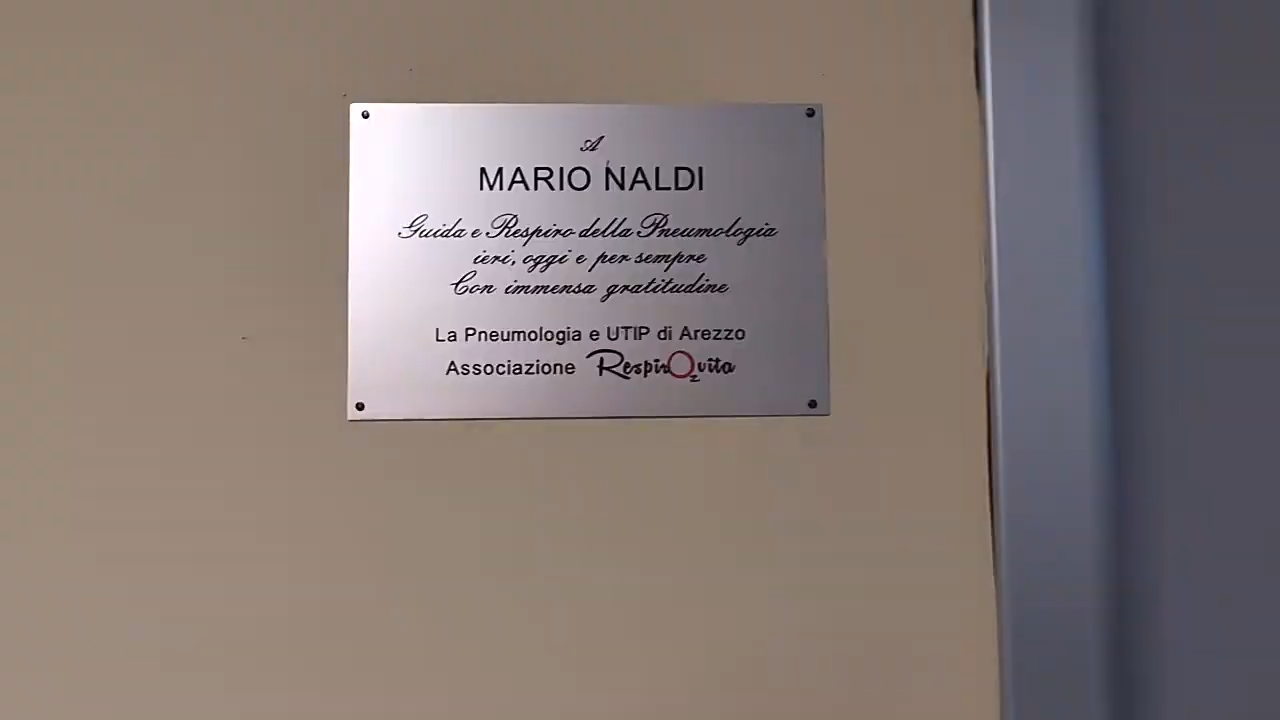 A
MARIO NALDI
Guida e Respiro della Pneumologia
ieri, oggi e per sempre
Con immensa gratitudine
La Pneumologia e UTIP di Arezzo
Associazione RespirO2vita